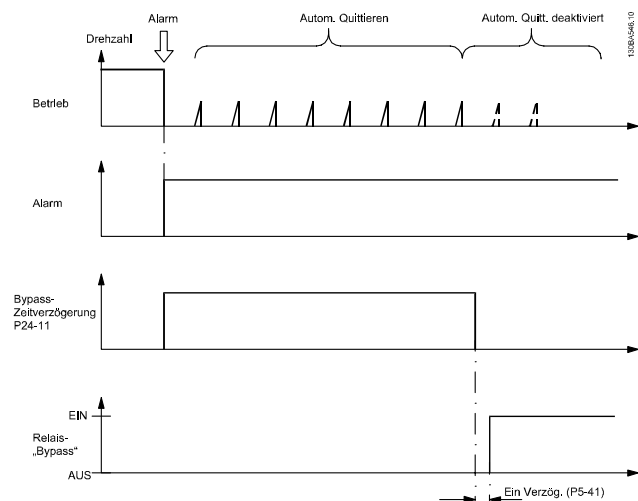 Alarm
Autom. Quittieren
Autom. Quitt. deaktiviert
130BA546.10
Drehzahl
Betrieb
Alarm
Bypass-
Zeitverzögerung
P24-11
EIN
Relais-
„Bypass“
AUS
Ein Verzög. (P5-41)